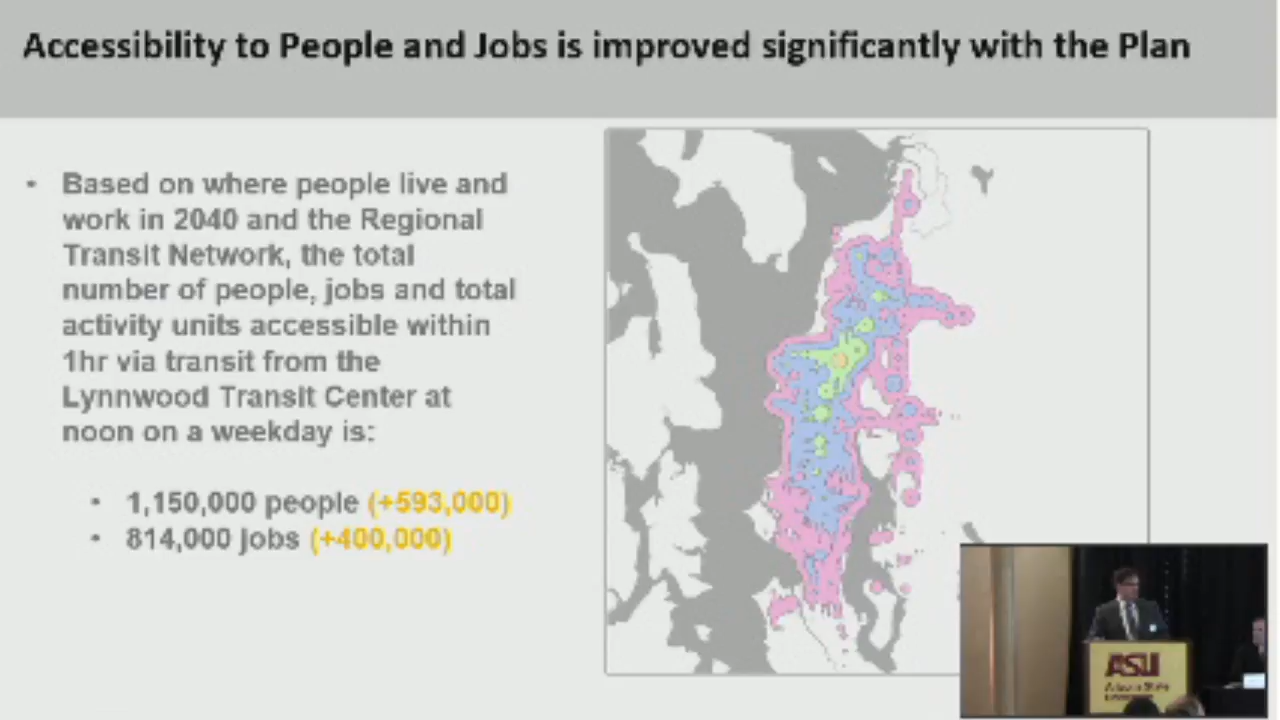 Accessibility to People and Jobs is improved significantly with the Plan
• Based on where people live and
work in 2040 and the Regional
Transit Network, the total
number of people, jobs and total
activity units accessible within
1hr via transit from the
Lynnwood Transit Center at
noon on a weekday is:
• 1,150,000 people (+593,000)
• 814,000 jobs (+400,000)
ASU
Arizona State